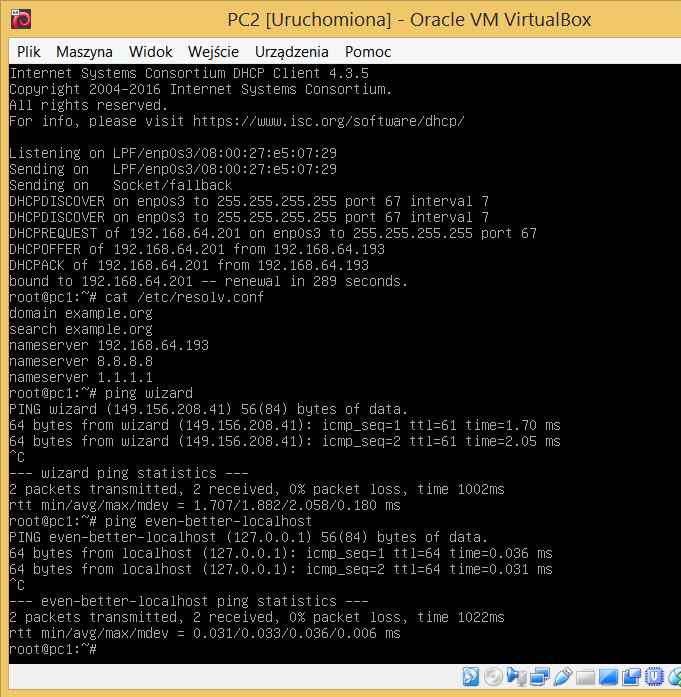 PC2 [Uruchomiona] - Oracle VM VirtualBox
Plik Maszyna Widok Wejście Urządzenia Pomoc
Internet Systems Consortium DHCP Client 4.3.5
Copyright 2004-2016 Internet Systems Consortium.
All rights reserved.
For info, please visit https://www.isc.org/software/dhcp/
Listening on LPF/enp0s3/08:00:27:e5:07:29
Sending on   LPF/enp0s3/08:00:27:e5:07:29
Sending on   Socket/fallback
DHCPDISCOVER on enp0s3 to 255.255.255.255 port 67 interval 7
DHCPDISCOVER on enp0s3 to 255.255.255.255 port 67 interval 7
DHCPREQUEST of 192.168.64.201 on enp0s3 to 255.255.255.255 port 67
DHCPOFFER of 192.168.64.201 from 192.168.64.193
DHCPACK of 192.168.64.201 from 192.168.64.193
bound to 192.168.64.201 -- renewal in 289 seconds.
root@pc1:~# cat /etc/resolv.conf
domain example.org
search example.org
nameserver 192.168.64.193
nameserver 8.8.8.8
nameserver 1.1.1.1
root@pc1:~# ping wizard
PING wizard (149.156.208.41) 56(84) bytes of data.
64 bytes from wizard (149.156.208.41): icmp_seq=1 ttl=61 time=1.70 ms
64 bytes from wizard (149.156.208.41): icmp_seq=2 ttl=61 time=2.05 ms
^C
--- wizard ping statistics ---
2 packets transmitted, 2 received, 0% packet loss, time 1002ms
rtt min/avg/max/mdev = 1.707/1.882/2.058/0.180 ms
root@pc1:~# ping even-better-localhost
PING even-better-localhost (127.0.0.1) 56(84) bytes of data.
64 bytes from localhost (127.0.0.1): icmp_seq=1 ttl=64 time=0.036 ms
64 bytes from localhost (127.0.0.1): icmp_seq=2 ttl=64 time=0.031 ms
^C
--- even-better-localhost ping statistics ---
2 packets transmitted, 2 received, 0% packet loss, time 1022ms
rtt min/avg/max/mdev = 0.031/0.033/0.036/0.006 ms
root@pc1:~#